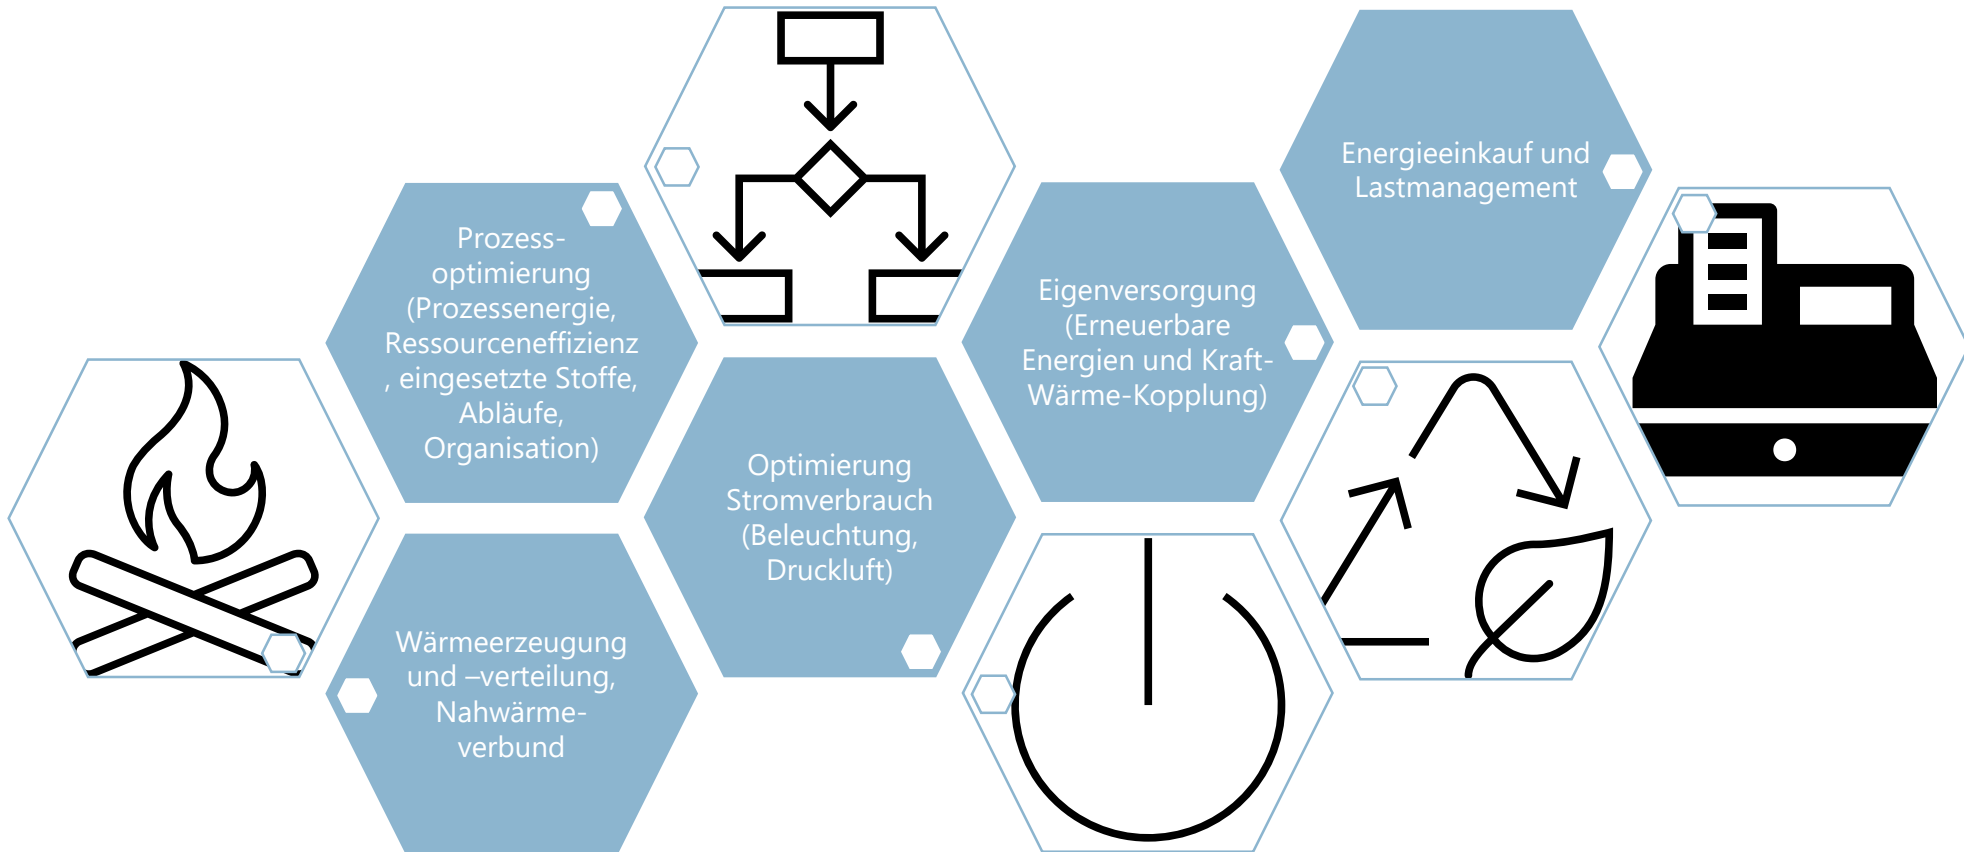 Prozess-
optimierung
(Prozessenergie,
Ressourceneffizienz
, eingesetzte Stoffe,
Abläufe,
Organisation)
Wärmeerzeugung
und –verteilung,
Nahwärme-
verbund
Optimierung
Stromverbrauch
(Beleuchtung,
Druckluft)
Eigenversorgung
(Erneuerbare
Energien und Kraft-
Wärme-Kopplung)
Energieeinkauf und
Lastmanagement